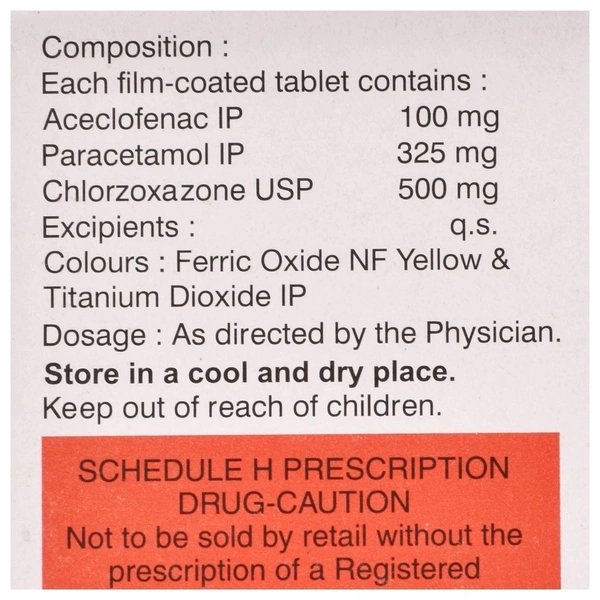 Composition :
Each film-coated tablet contains :
Aceclofenac IP 100 mg
Paracetamol IP 325 mg
Chlorzoxazone USP 500 mg
Excipients : q.s.
Colours : Ferric Oxide NF Yellow &
Titanium Dioxide IP
Dosage : As directed by the Physician.
Store in a cool and dry place.
Keep out of reach of children.
SCHEDULE H PRESCRIPTION
DRUG-CAUTION
Not to be sold by retail without the
prescription of a Registered